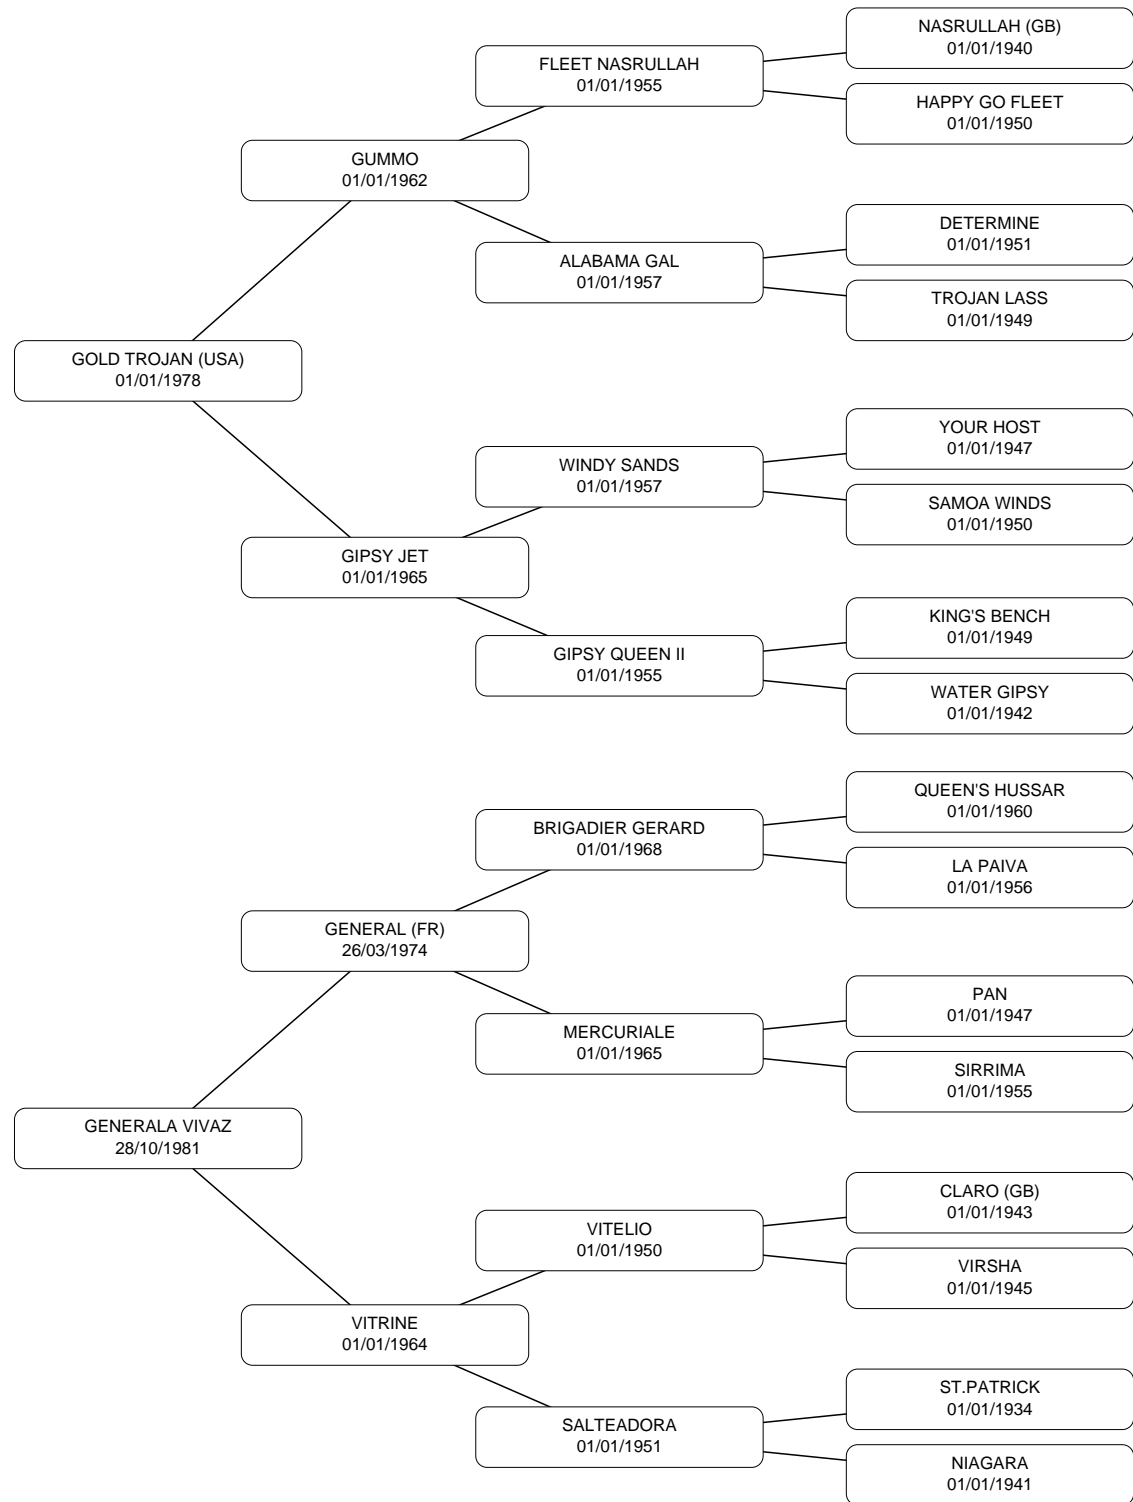 NASRULLAH (GB)
01/01/1940
FLEET NASRULLAH
01/01/1955
HAPPY GO FLEET
01/01/1950
GUMMO
01/01/1962
DETERMINE
01/01/1951
ALABAMA GAL
01/01/1957
TROJAN LASS
01/01/1949
GOLD TROJAN (USA)
01/01/1978
YOUR HOST
01/01/1947
WINDY SANDS
01/01/1957
SAMOA WINDS
01/01/1950
GIPSY JET
01/01/1965
KING'S BENCH
01/01/1949
GIPSY QUEEN II
01/01/1955
WATER GIPSY
01/01/1942
QUEEN'S HUSSAR
01/01/1960
BRIGADIER GERARD
01/01/1968
LA PAIVA
01/01/1956
GENERAL (FR)
26/03/1974
PAN
01/01/1947
MERCURIALE
01/01/1965
SIRRIMA
01/01/1955
GENERALA VIVAZ
28/10/1981
CLARO (GB)
01/01/1943
VITELIO
01/01/1950
VIRSHA
01/01/1945
VITRINE
01/01/1964
ST.PATRICK
01/01/1934
SALTEADORA
01/01/1951
NIAGARA
01/01/1941